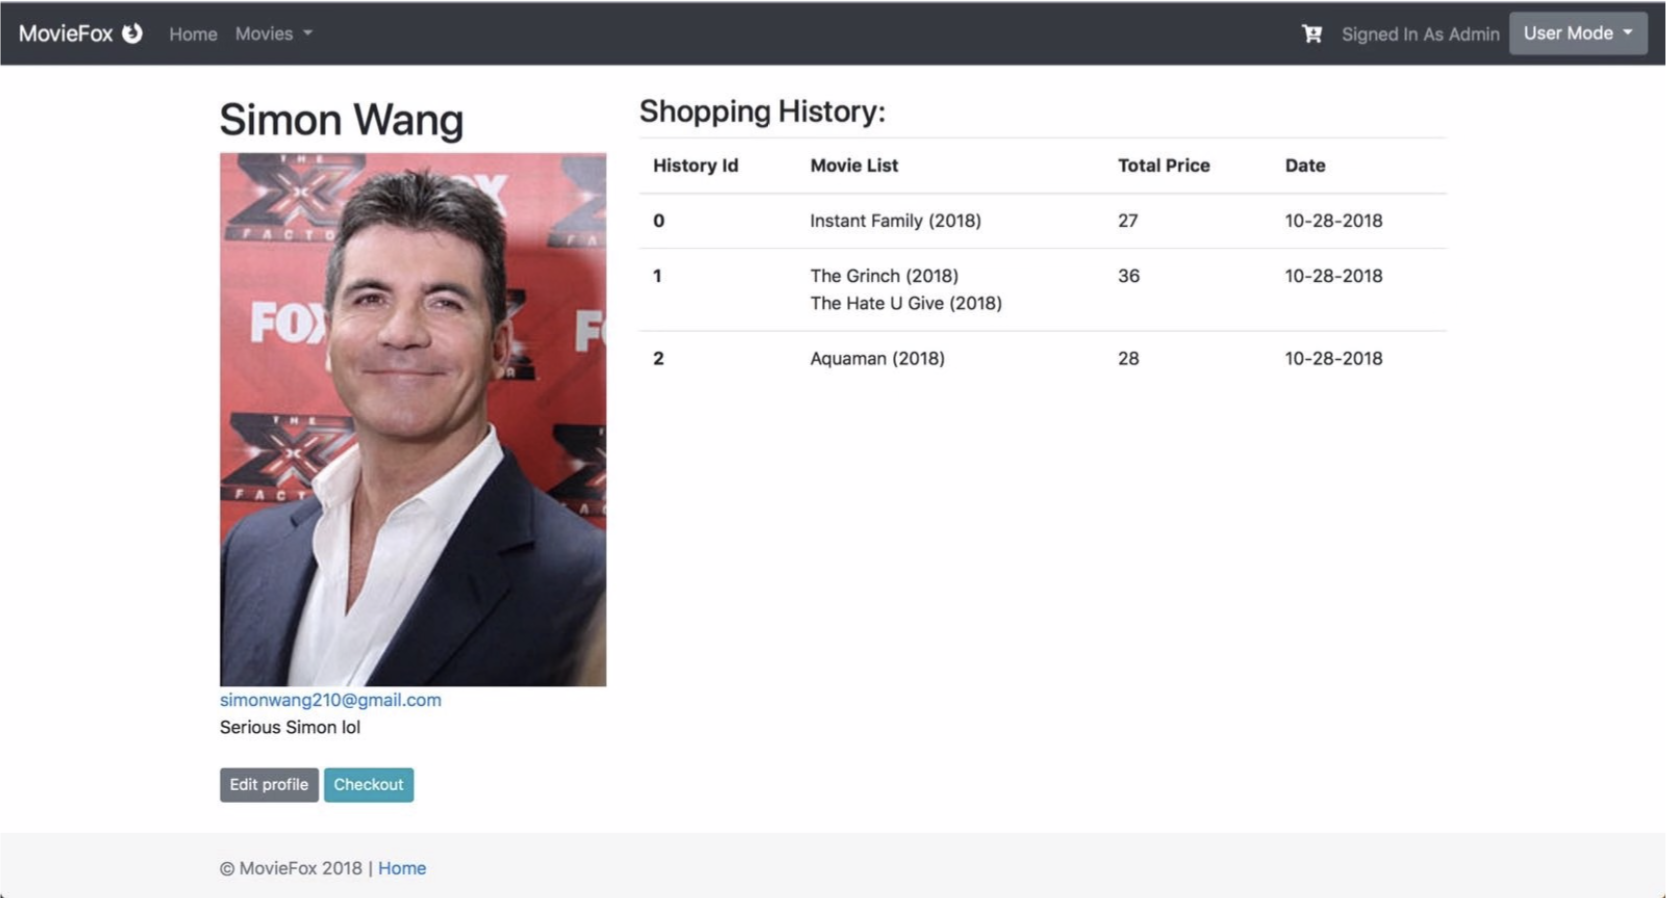 MovieFox Home Movies Signed In As Admin User Mode
Simon Wang
THE
FACTO
FOX
THE
FACT
simonwang210@gmail.com
Serious Simon lol
Edit profile Checkout
Shopping History:
History Id Movie List Total Price Date
0 Instant Family (2018) 27 10-28-2018
1 The Grinch (2018) 36 10-28-2018
The Hate U Give (2018)
2 Aquaman (2018) 28 10-28-2018
© MovieFox 2018 | Home